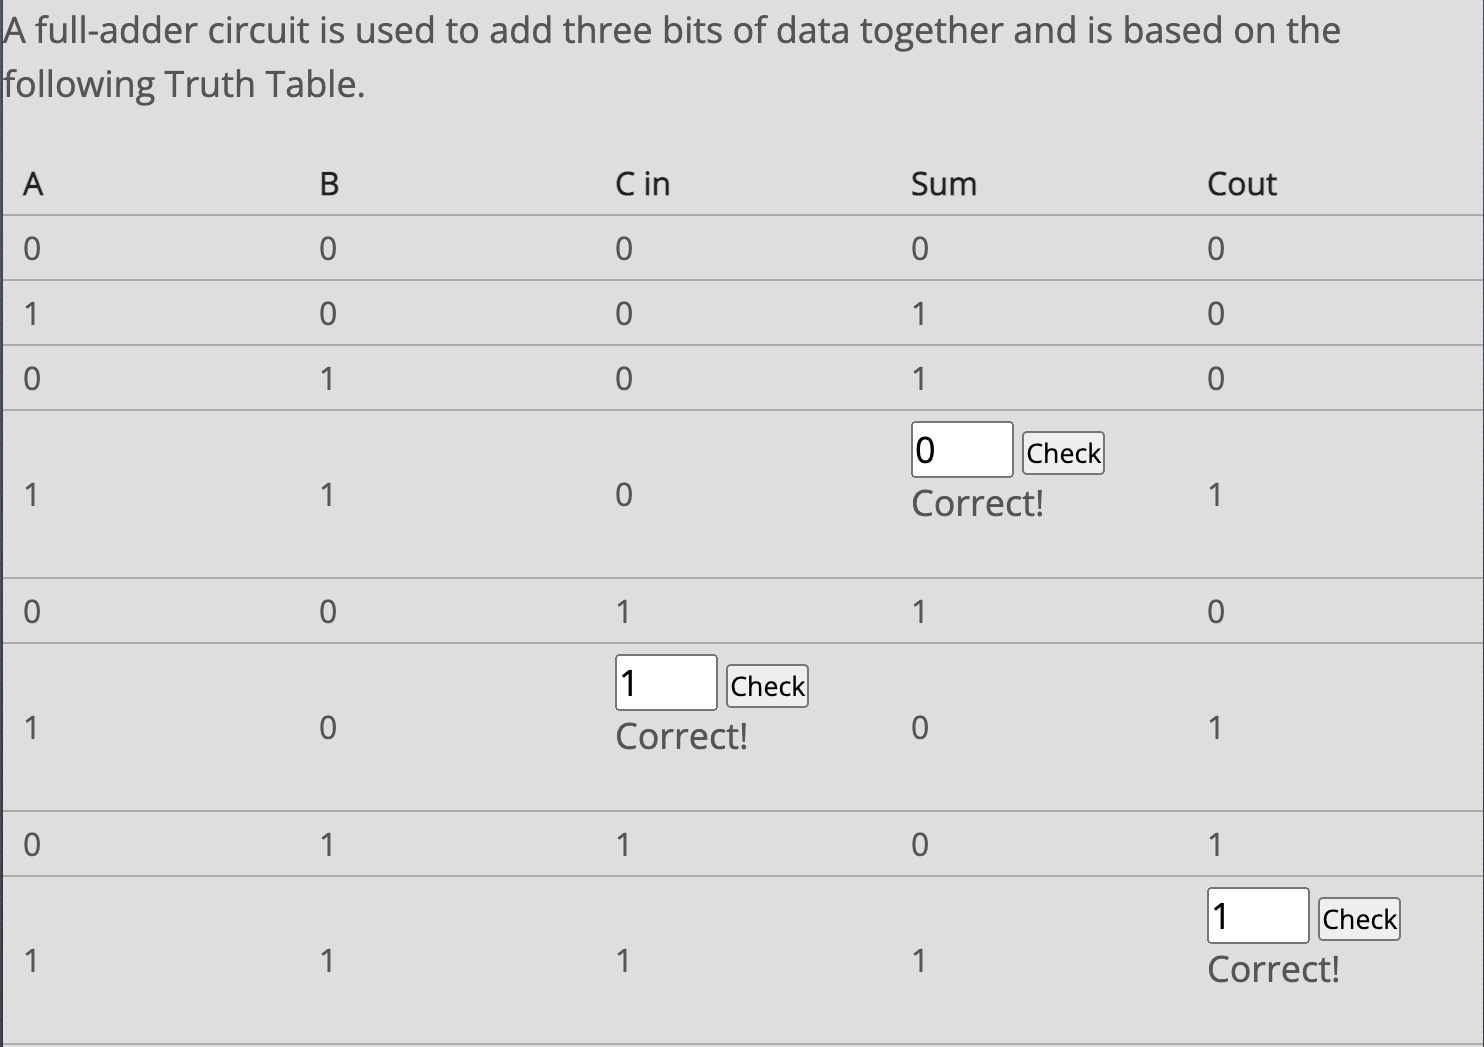 A full-adder circuit is used to add three bits of data together and is based on the
following Truth Table.
A B C in Sum Cout
0 0 0 0 0
1 0 0 1 0
0 1 0 1 0
1 1 0 0 Check Correct! 1
0 0 1 1 0
1 0 1 Check Correct! 0 1
0 1 1 0 1
1 1 1 1 1 Check Correct!